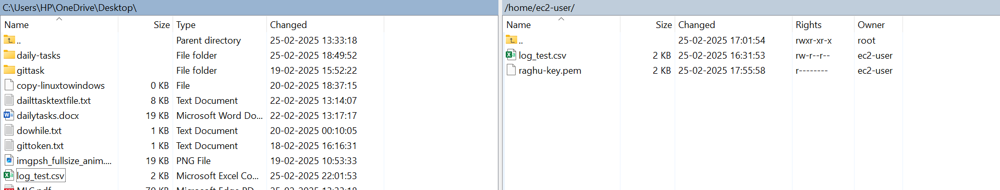 C:\Users\HP\OneDrive\Desktop\
Name Size Type Changed
.. Parent directory 25-02-2025 13:33:18
daily-tasks File folder 25-02-2025 18:49:52
gittask File folder 19-02-2025 15:52:22
copy-linuxtowindows 0 KB File 20-02-2025 18:37:15
dailttasktextfile.txt 8 KB Text Document 22-02-2025 13:14:07
dailytasks.docx 19 KB Microsoft Word Do... 22-02-2025 13:17:17
dowhile.txt 1 KB Text Document 20-02-2025 00:10:05
gittoken.txt 1 KB Text Document 18-02-2025 16:16:31
imgpsh_fullsize_anim.... 19 KB PNG File 19-02-2025 10:53:33
log_test.csv 2 KB Microsoft Excel Co... 25-02-2025 22:01:53
/home/ec2-user/
Name Size Changed Rights Owner
.. 25-02-2025 17:01:54 rwxr-xr-x root
log_test.csv 2 KB 25-02-2025 16:31:53 rw-r--r-- ec2-user
raghu-key.pem 2 KB 25-02-2025 17:55:58 r-------- ec2-user